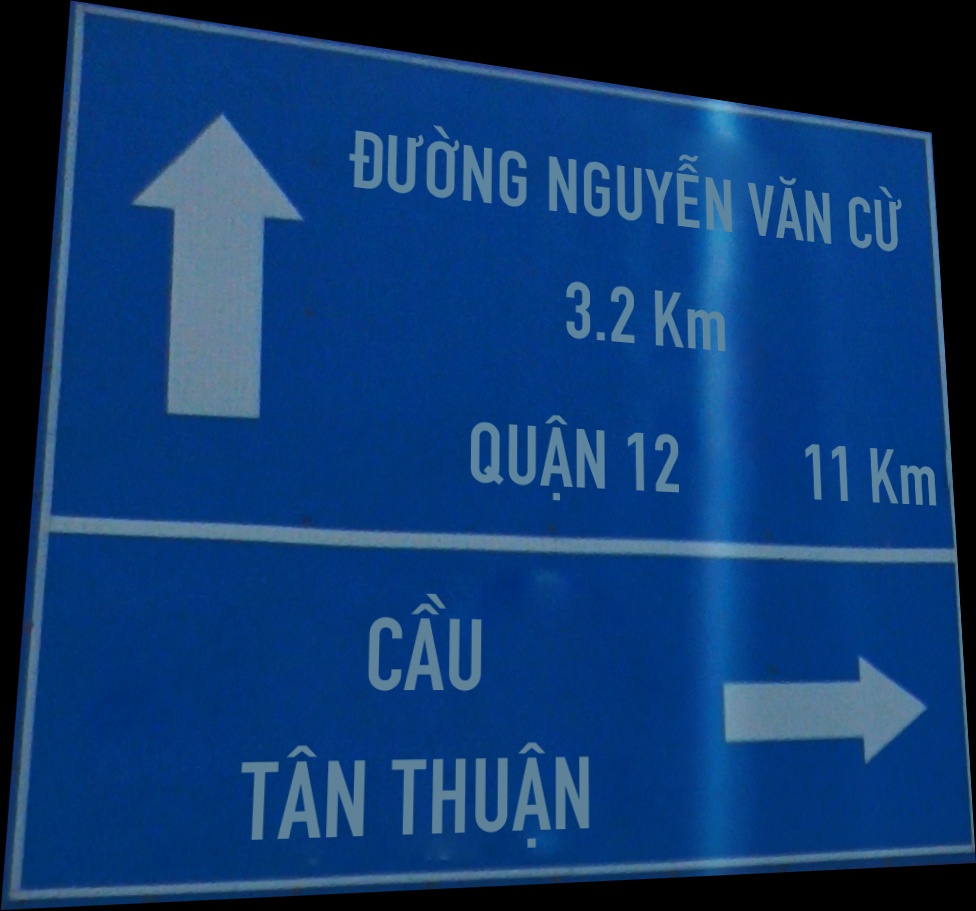 ĐƯỜNG NGUYỄN VĂN CỪ
3.2 Km
QUẬN 12 11 Km
CẦU
TÂN THUẬN